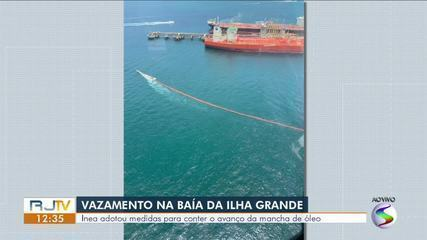 VAZAMENTO NA BAÍA DA ILHA GRANDE
RJTV
12:35
Inea adotou medidas para conter o avanço da mancha de óleo
AO VIVO